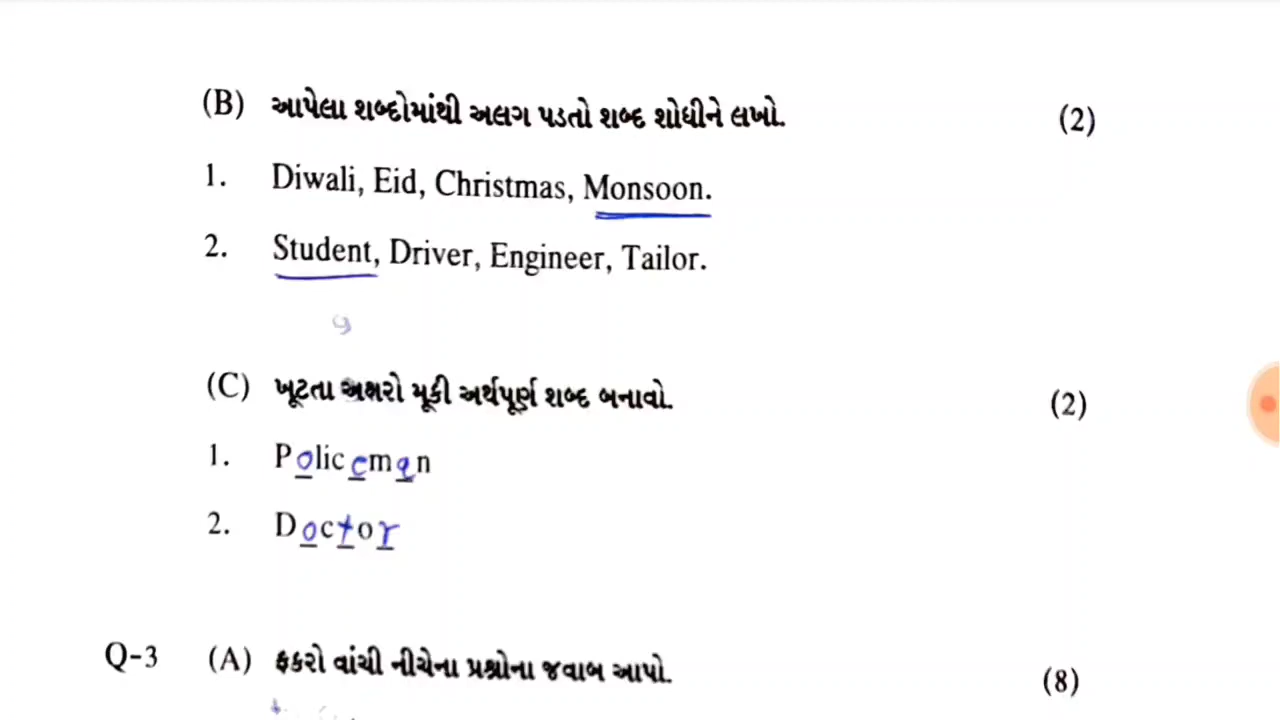 (B) આપેલા શબ્દોમાંથી અલગ પડતો શબ્દ શોધીને લખો. (2)
1. Diwali, Eid, Christmas, Monsoon.
2. Student, Driver, Engineer, Tailor.
(C) ખૂટતા અક્ષરો મૂકી અર્થપૂર્ણ શબ્દ બનાવો. (2)
1. Policeman
2. Doctor
Q-3 (A) ફકરો વાંચી નીચેના પ્રશ્નોના જવાબ આપો. (8)